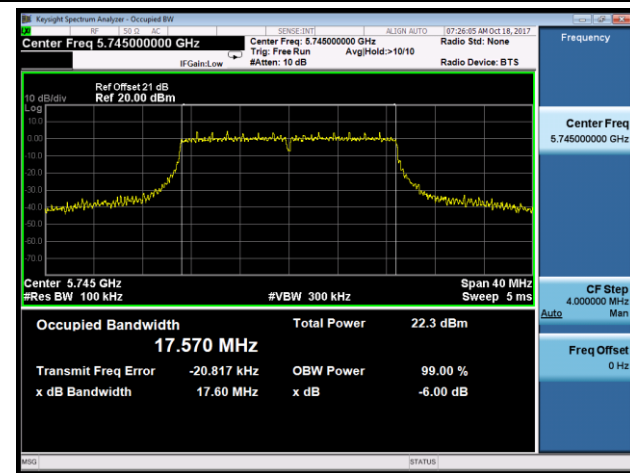 Keysight Spectrum Analyzer - Occupied BW
RF 50 Ω AC SENSE:INT ALIGN AUTO 07:26:05 AM Oct 18, 2017
Center Freq 5.745000000 GHz
Center Freq: 5.745000000 GHz
Radio Std: None
Trig: Free Run Avg|Hold:>10/10
IFGain:Low #Atten: 10 dB Radio Device: BTS
Frequency
Ref Offset 21 dB
10 dB/div Ref 20.00 dBm
Log
10.0
0.00
-10.0
-20.0
-30.0
-40.0
-50.0
-60.0
-70.0
Center 5.745 GHz Span 40 MHz
#Res BW 100 kHz #VBW 300 kHz Sweep 5 ms
Occupied Bandwidth Total Power 22.3 dBm
17.570 MHz
Transmit Freq Error -20.817 kHz OBW Power 99.00 %
x dB Bandwidth 17.60 MHz x dB -6.00 dB
Center Freq
5.745000000 GHz
CF Step
4.000000 MHz
Auto Man
Freq Offset
0 Hz
MSG STATUS